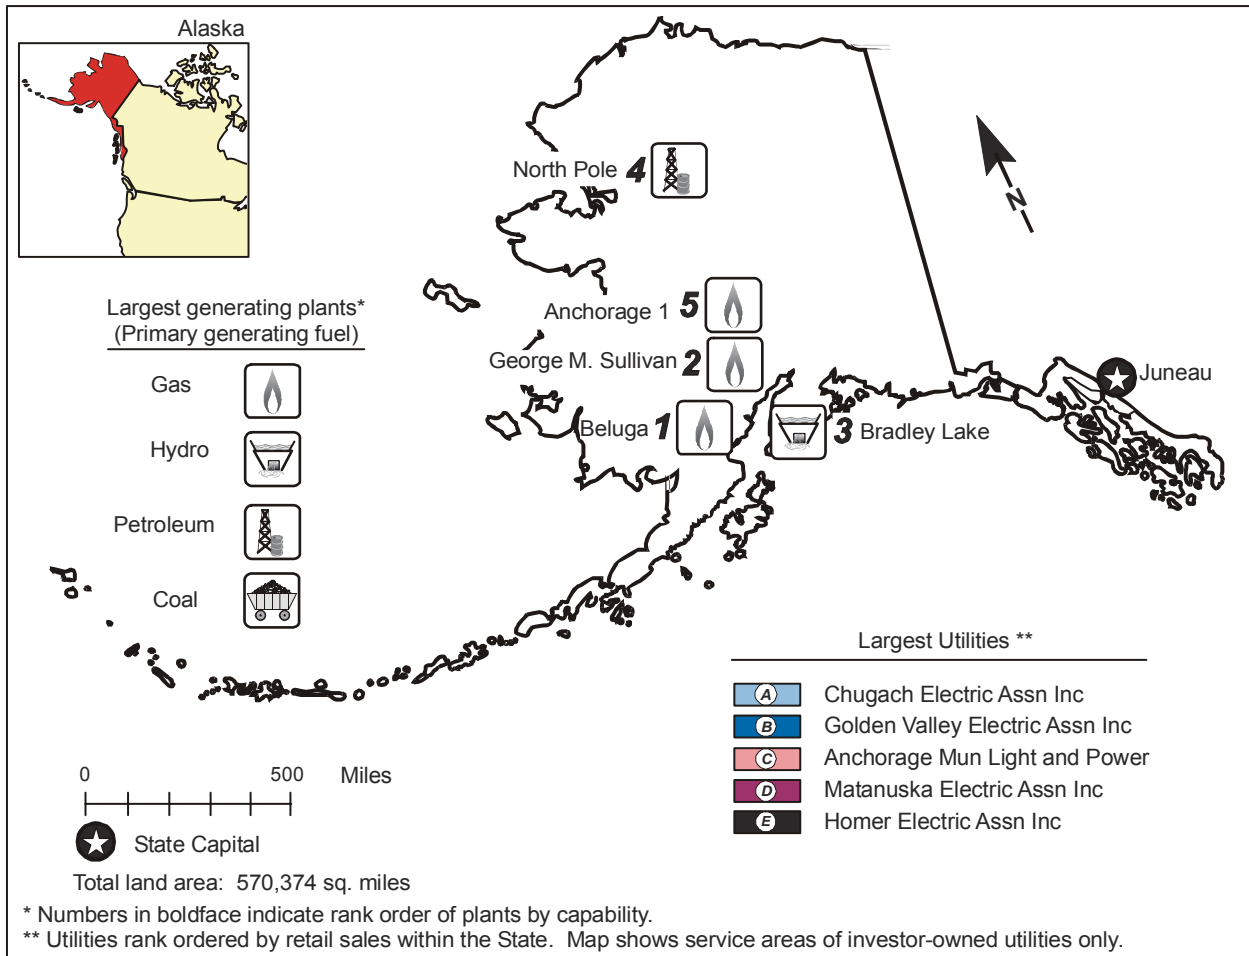 Alaska
North Pole 4
N
Largest generating plants*
(Primary generating fuel)
Anchorage 1 5
George M. Sullivan 2
Juneau
Gas
Beluga 1
3 Bradley Lake
Hydro
Petroleum
Coal
Largest Utilities **
A Chugach Electric Assn Inc
B Golden Valley Electric Assn Inc
C Anchorage Mun Light and Power
D Matanuska Electric Assn Inc
E Homer Electric Assn Inc
0 500 Miles
State Capital
Total land area: 570,374 sq. miles
* Numbers in boldface indicate rank order of plants by capability.
** Utilities rank ordered by retail sales within the State. Map shows service areas of investor-owned utilities only.